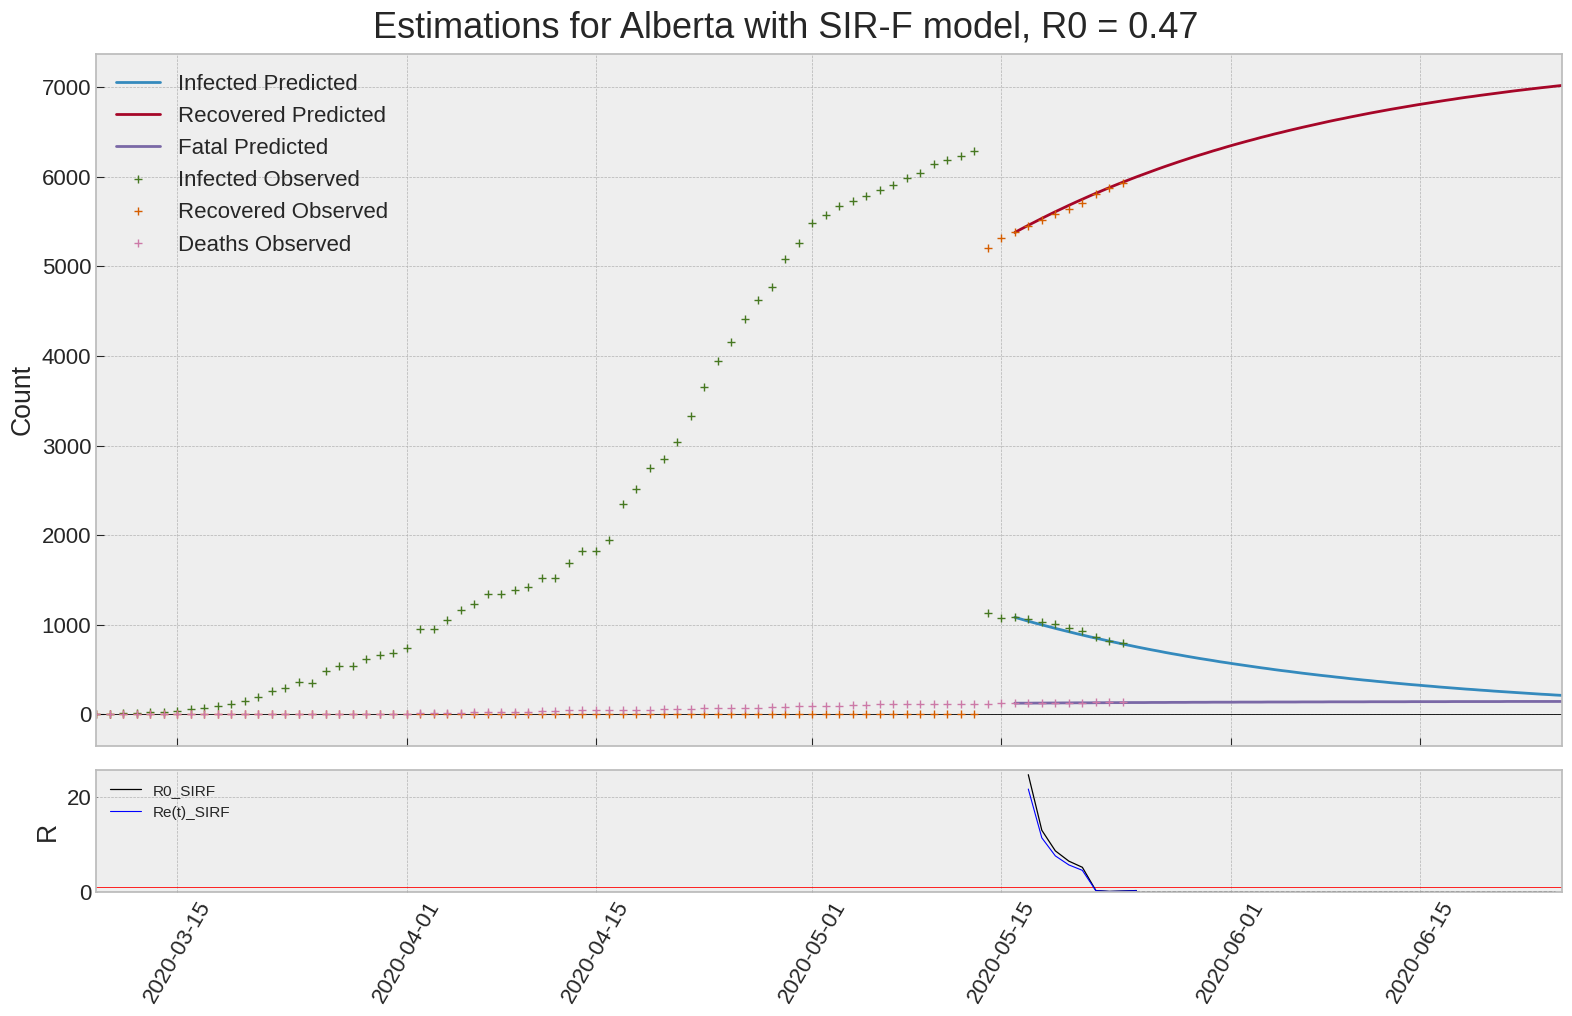 Estimations for Alberta with SIR-F model, R0 = 0.47
Infected Predicted
Recovered Predicted
Fatal Predicted
Infected Observed
Recovered Observed
Deaths Observed
Count
7000
6000
5000
4000
3000
2000
1000
0
R0_SIRF
Re(t)_SIRF
R
20
0
2020-03-15
2020-04-01
2020-04-15
2020-05-01
2020-05-15
2020-06-01
2020-06-15